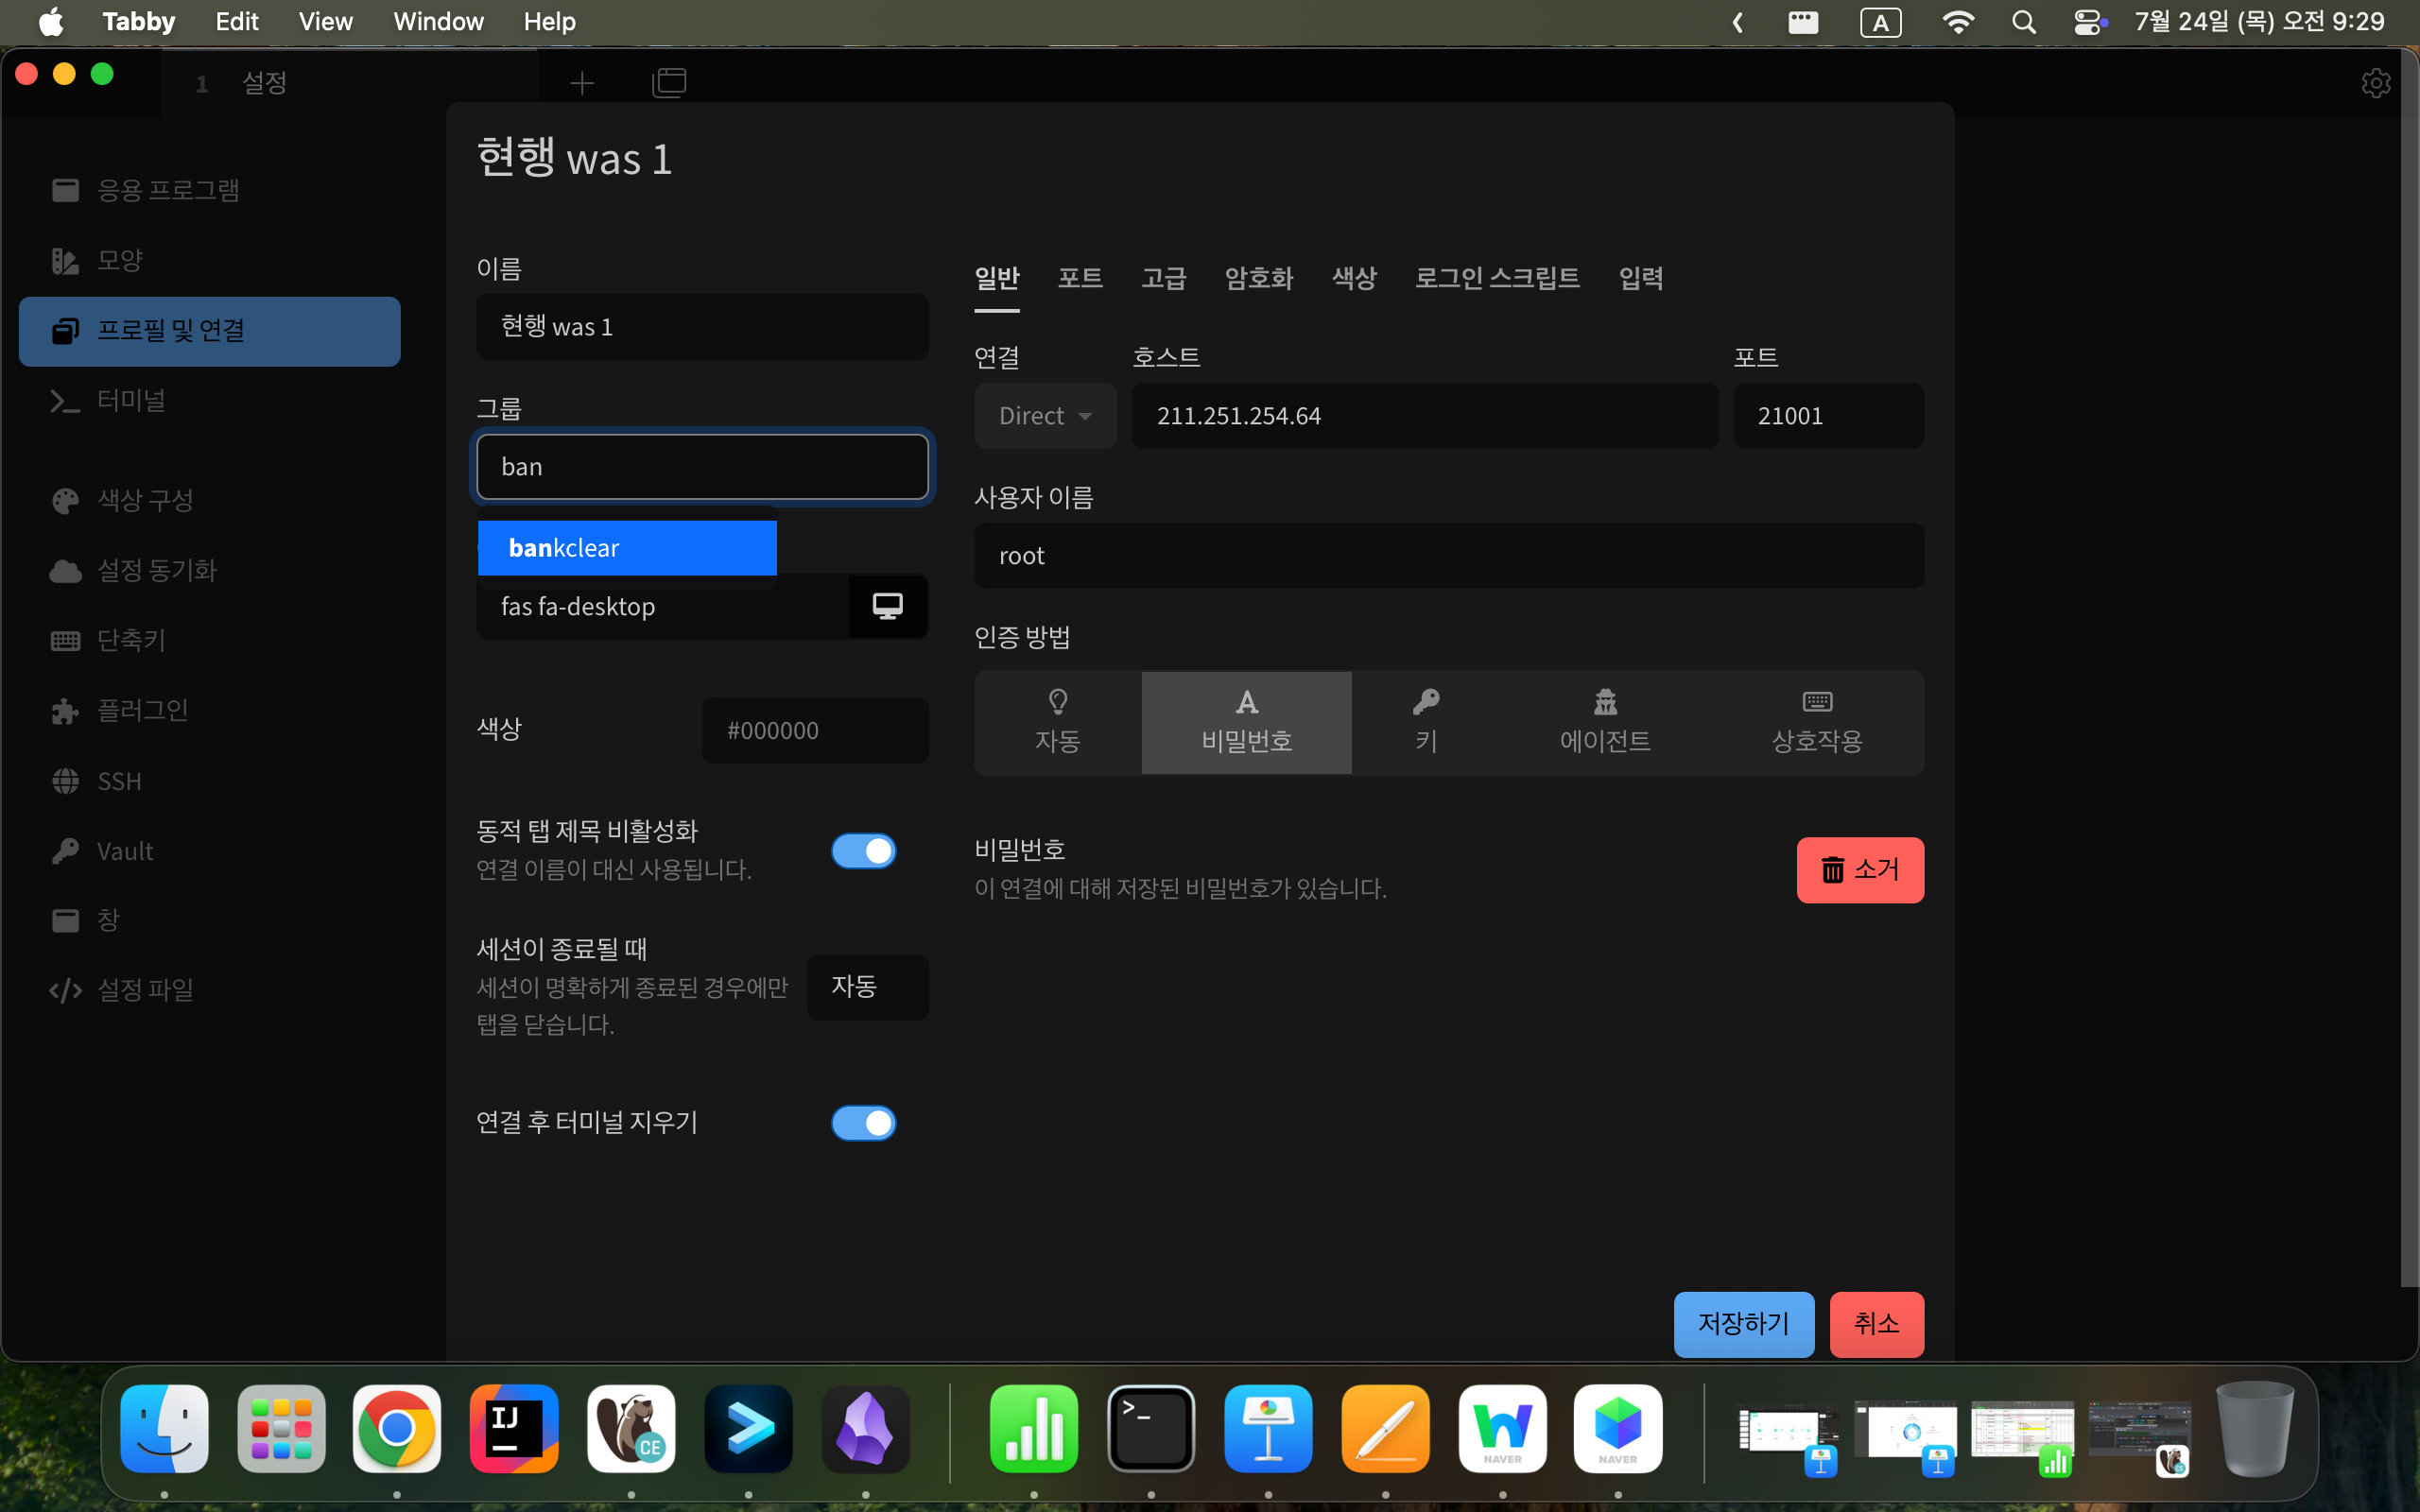 Tabby Edit View Window Help
A 7월 24일 (목) 오전 9:29
1 설정
응용 프로그램
모양
프로필 및 연결
터미널
색상 구성
설정 동기화
단축키
플러그인
SSH
Vault
창
설정 파일
현행 was 1
이름
현행 was 1
그룹
ban
bankclear
fas fa-desktop
색상 #000000
동적 탭 제목 비활성화
연결 이름이 대신 사용됩니다.
세션이 종료될 때
세션이 명확하게 종료된 경우에만
탭을 닫습니다.
자동
연결 후 터미널 지우기
일반 포트 고급 암호화 색상 로그인 스크립트 입력
연결 호스트 포트
Direct 211.251.254.64 21001
사용자 이름
root
인증 방법
자동 비밀번호 키 에이전트 상호작용
비밀번호
이 연결에 대해 저장된 비밀번호가 있습니다.
소거
저장하기 취소
IJ
CE
>_
NAVER
NAVER